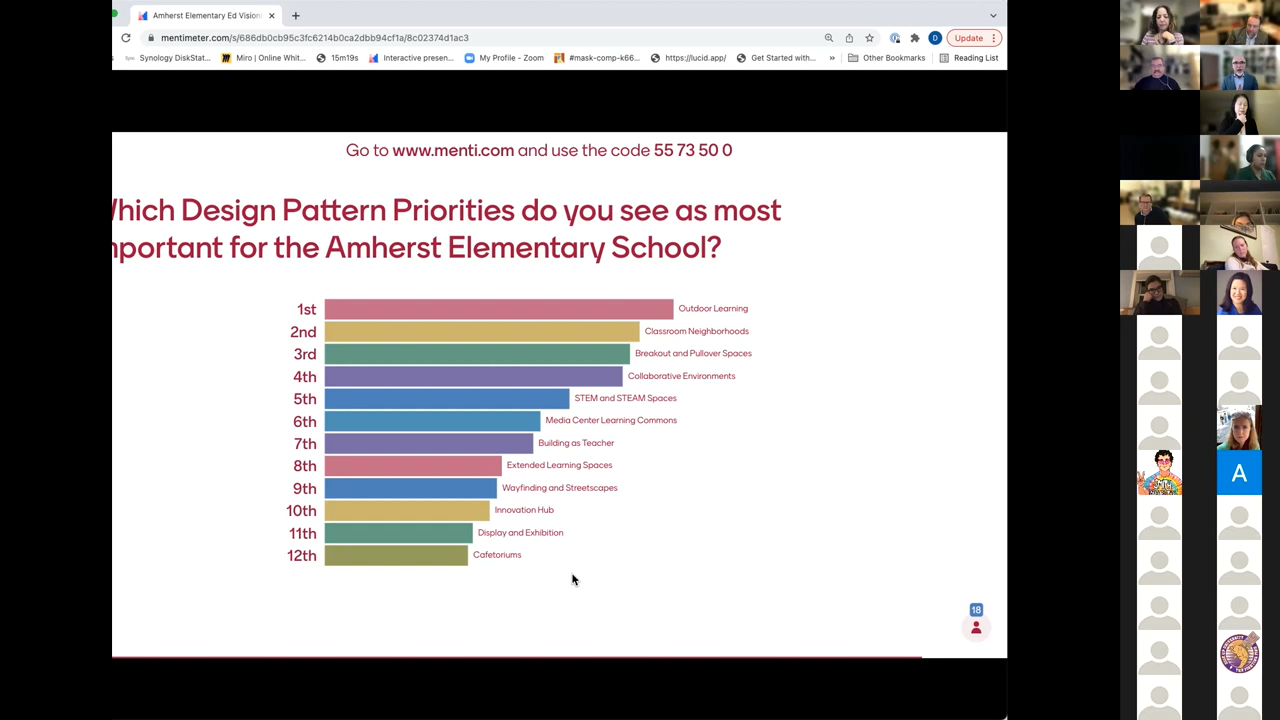 Amherst Elementary Ed Vision
mentimeter.com/s/686db0cb95c3fc6214b0ca2dbb94cf1a/8c02374d1ac3
D
Update
Synology DiskStat...
Miro | Online Whit...
15m19s
Interactive presen...
My Profile - Zoom
#mask-comp-k66...
https://lucid.app/
Get Started with...
»
Other Bookmarks
Reading List
Go to www.menti.com and use the code 55 73 50 0
hich Design Pattern Priorities do you see as most
portant for the Amherst Elementary School?
1st Outdoor Learning
2nd Classroom Neighborhoods
3rd Breakout and Pullover Spaces
4th Collaborative Environments
5th STEM and STEAM Spaces
6th Media Center Learning Commons
7th Building as Teacher
8th Extended Learning Spaces
9th Wayfinding and Streetscapes
10th Innovation Hub
11th Display and Exhibition
12th Cafetoriums
18
A